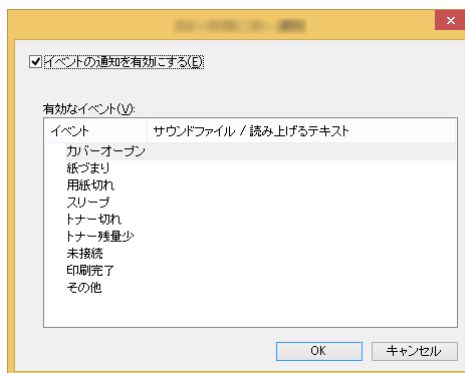 イベントの通知を有効にする(E)
有効なイベント(V):
イベント サウンドファイル / 読み上げるテキスト
カバーオープン
紙づまり
用紙切れ
スリープ
トナー切れ
トナー残量少
未接続
印刷完了
その他
OK キャンセル